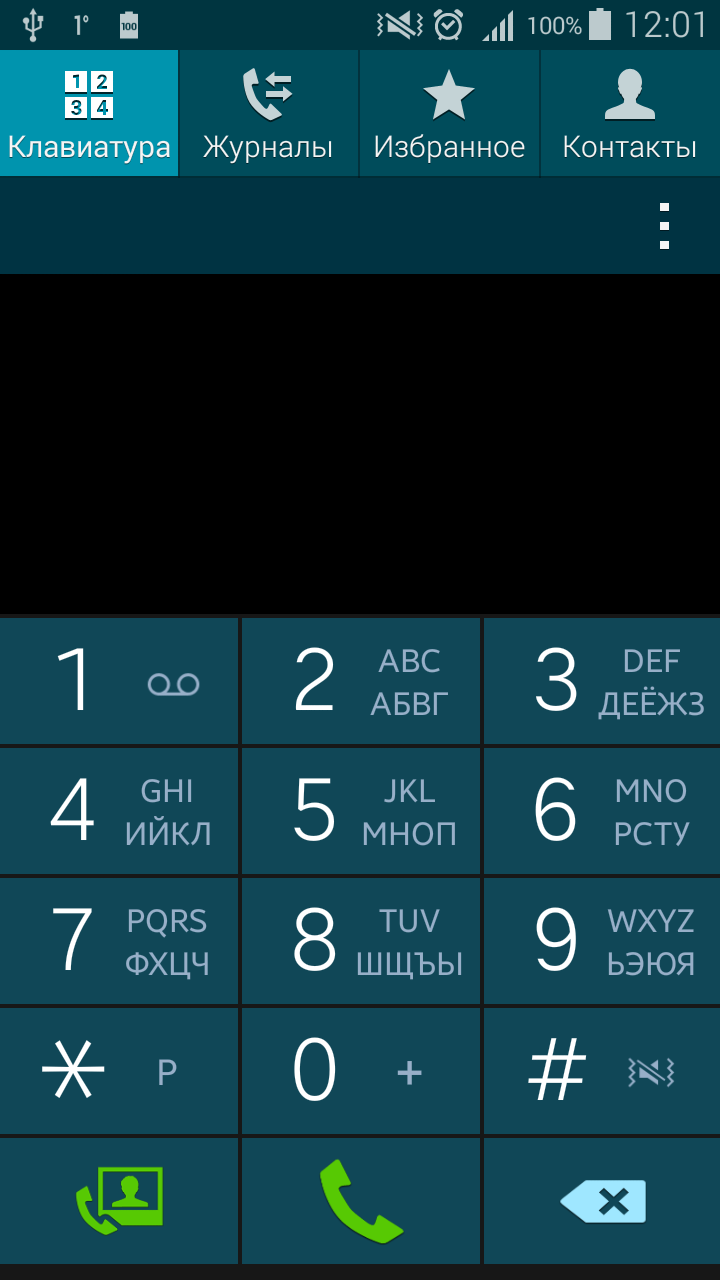 1° 100 100% 12:01
1 2
3 4
Клавиатура Журналы Избранное Контакты
1 2 ABC 3 DEF
АБВГ ДЕЁЖЗ
4 GHI 5 JKL 6 MNO
ИЙКЛ МНОП РСТУ
7 PQRS 8 TUV 9 WXYZ
ФХЦЧ ШЩЪЫ ЬЭЮЯ
* P 0 + #